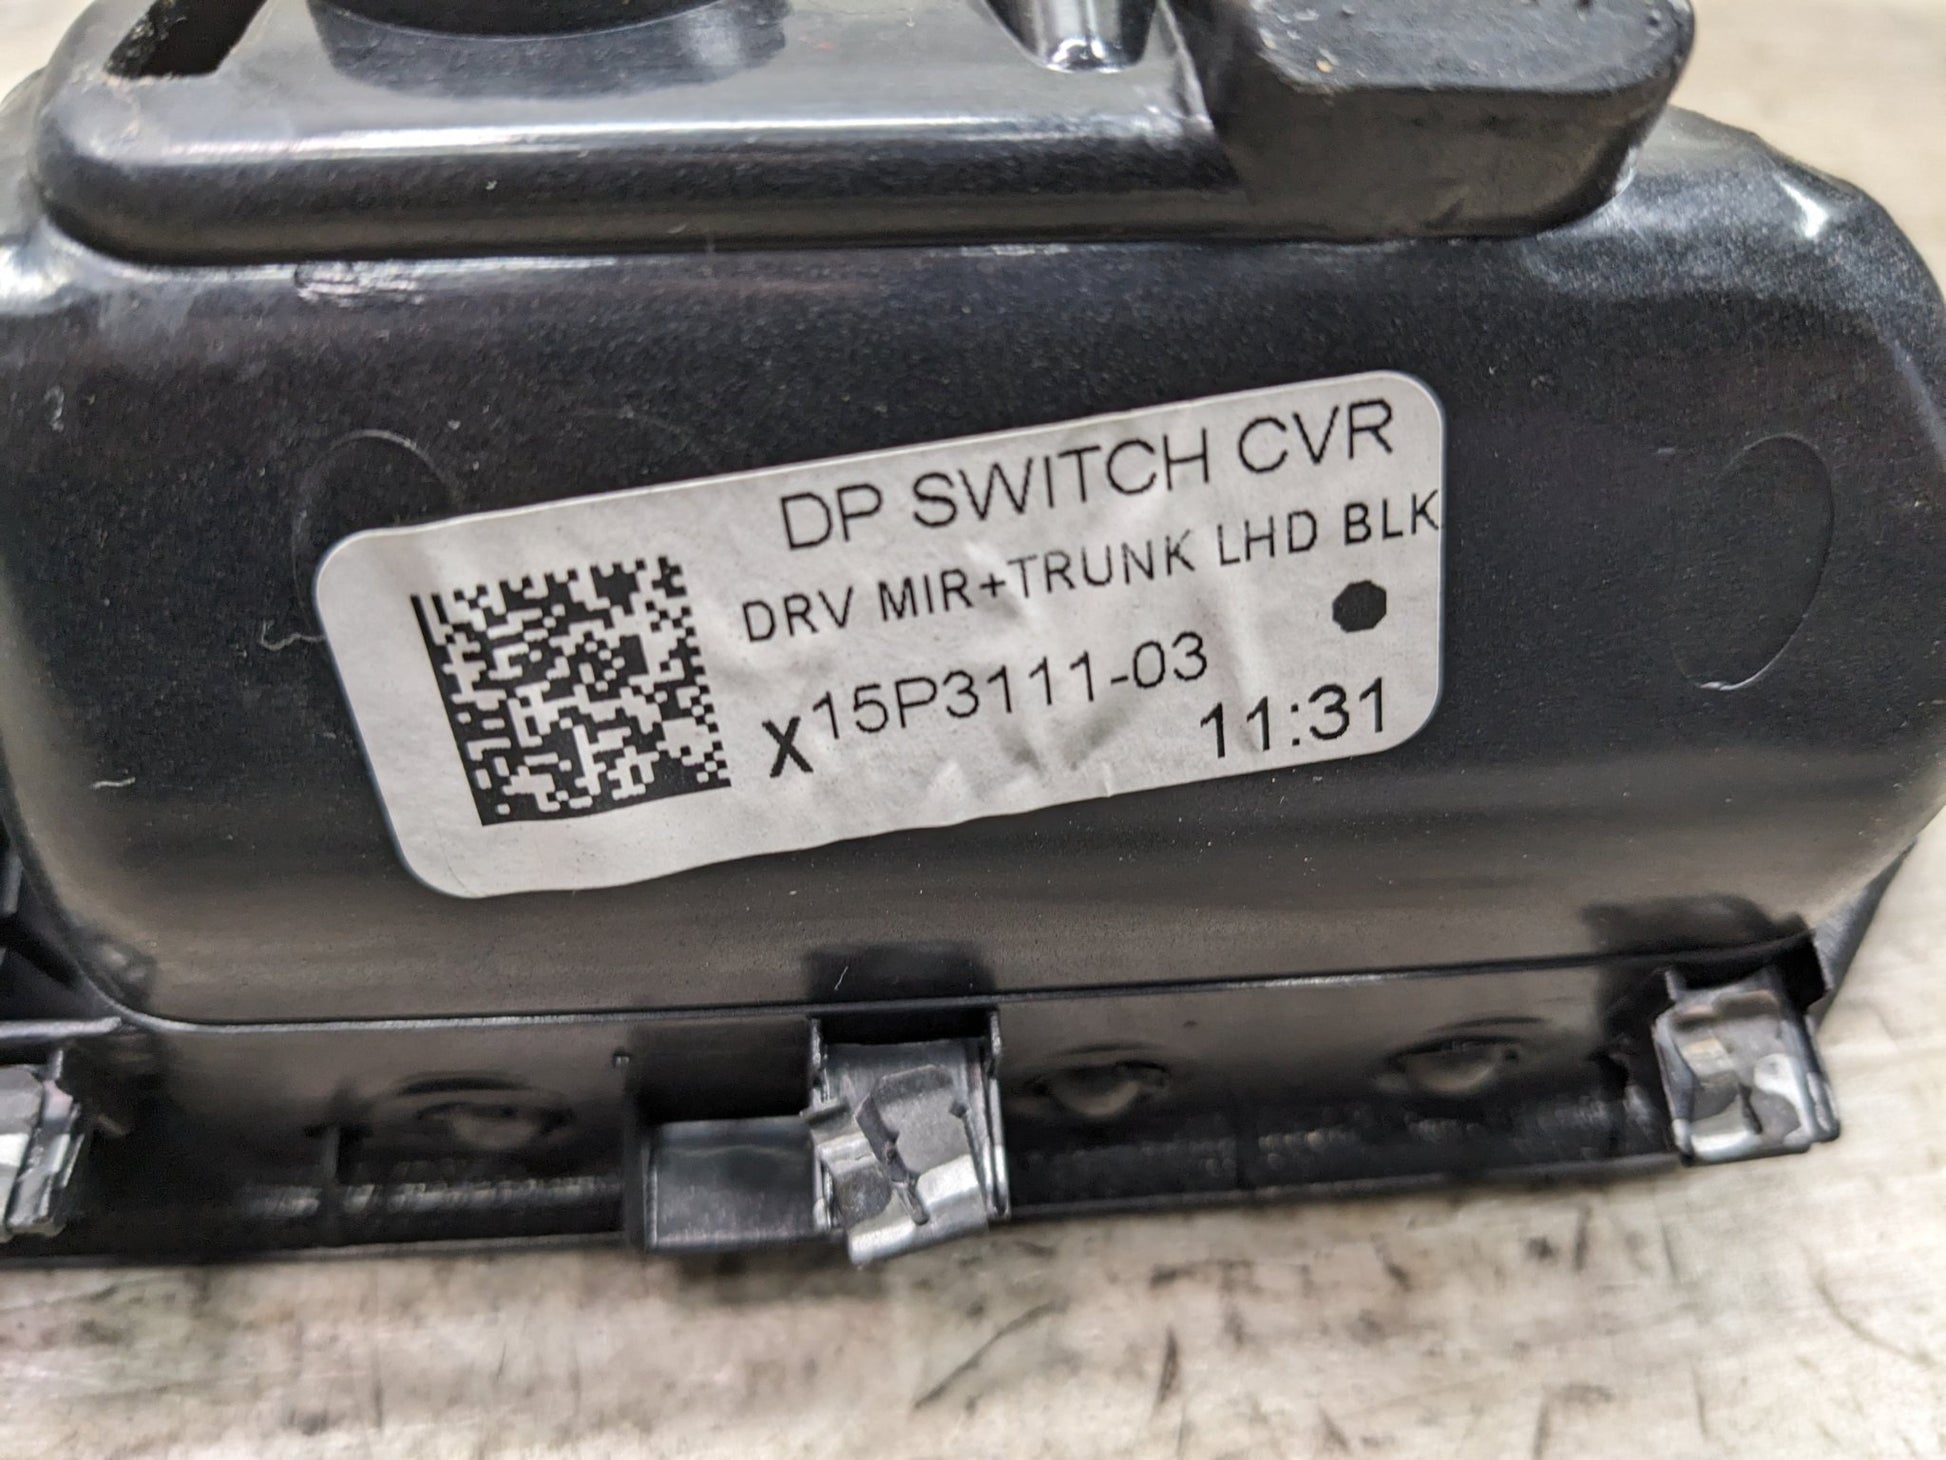 DP SWITCH CVR
DRV MIR+TRUNK LHD BLK
X15P3111-03
11:31